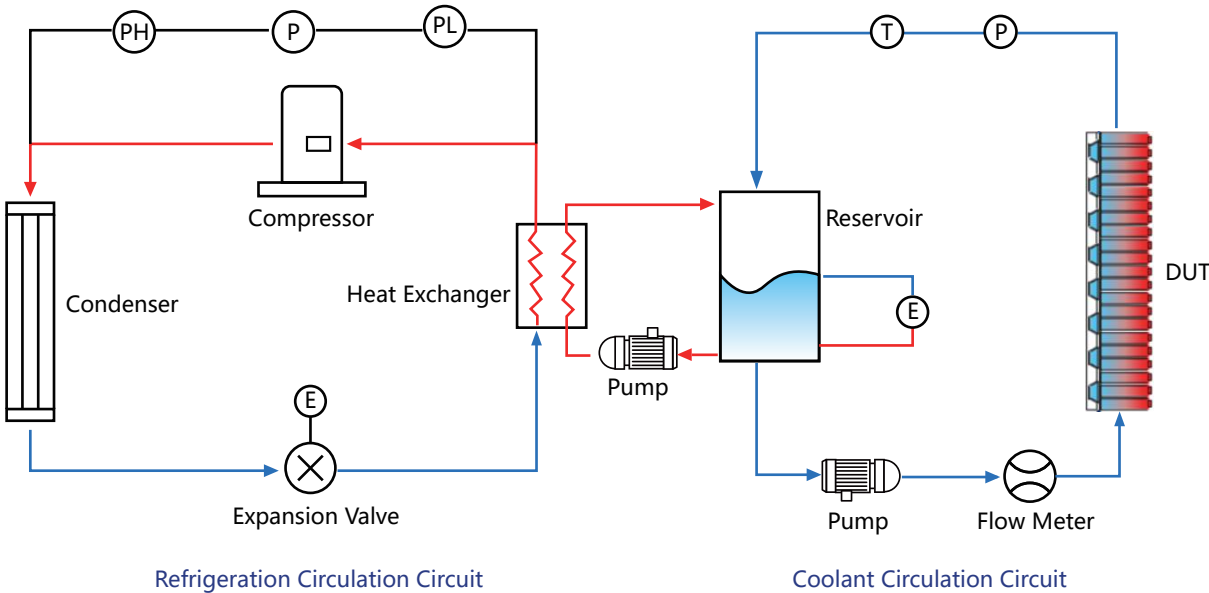 PH
P
PL
T
P
Compressor
Reservoir
DUT
Heat Exchanger
Condenser
E
Pump
E
Expansion Valve
Pump
Flow Meter
Refrigeration Circulation Circuit
Coolant Circulation Circuit